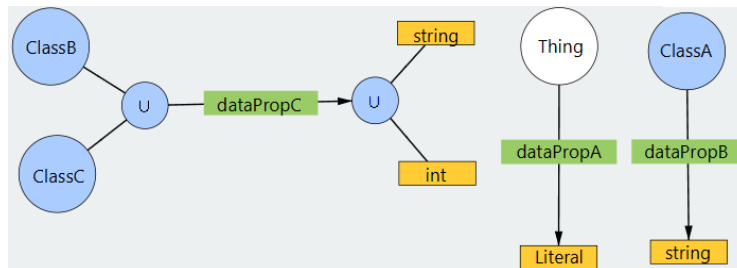 ClassB
string
Thing
ClassA
U
dataPropC
U
dataPropA
dataPropB
ClassC
int
Literal
string